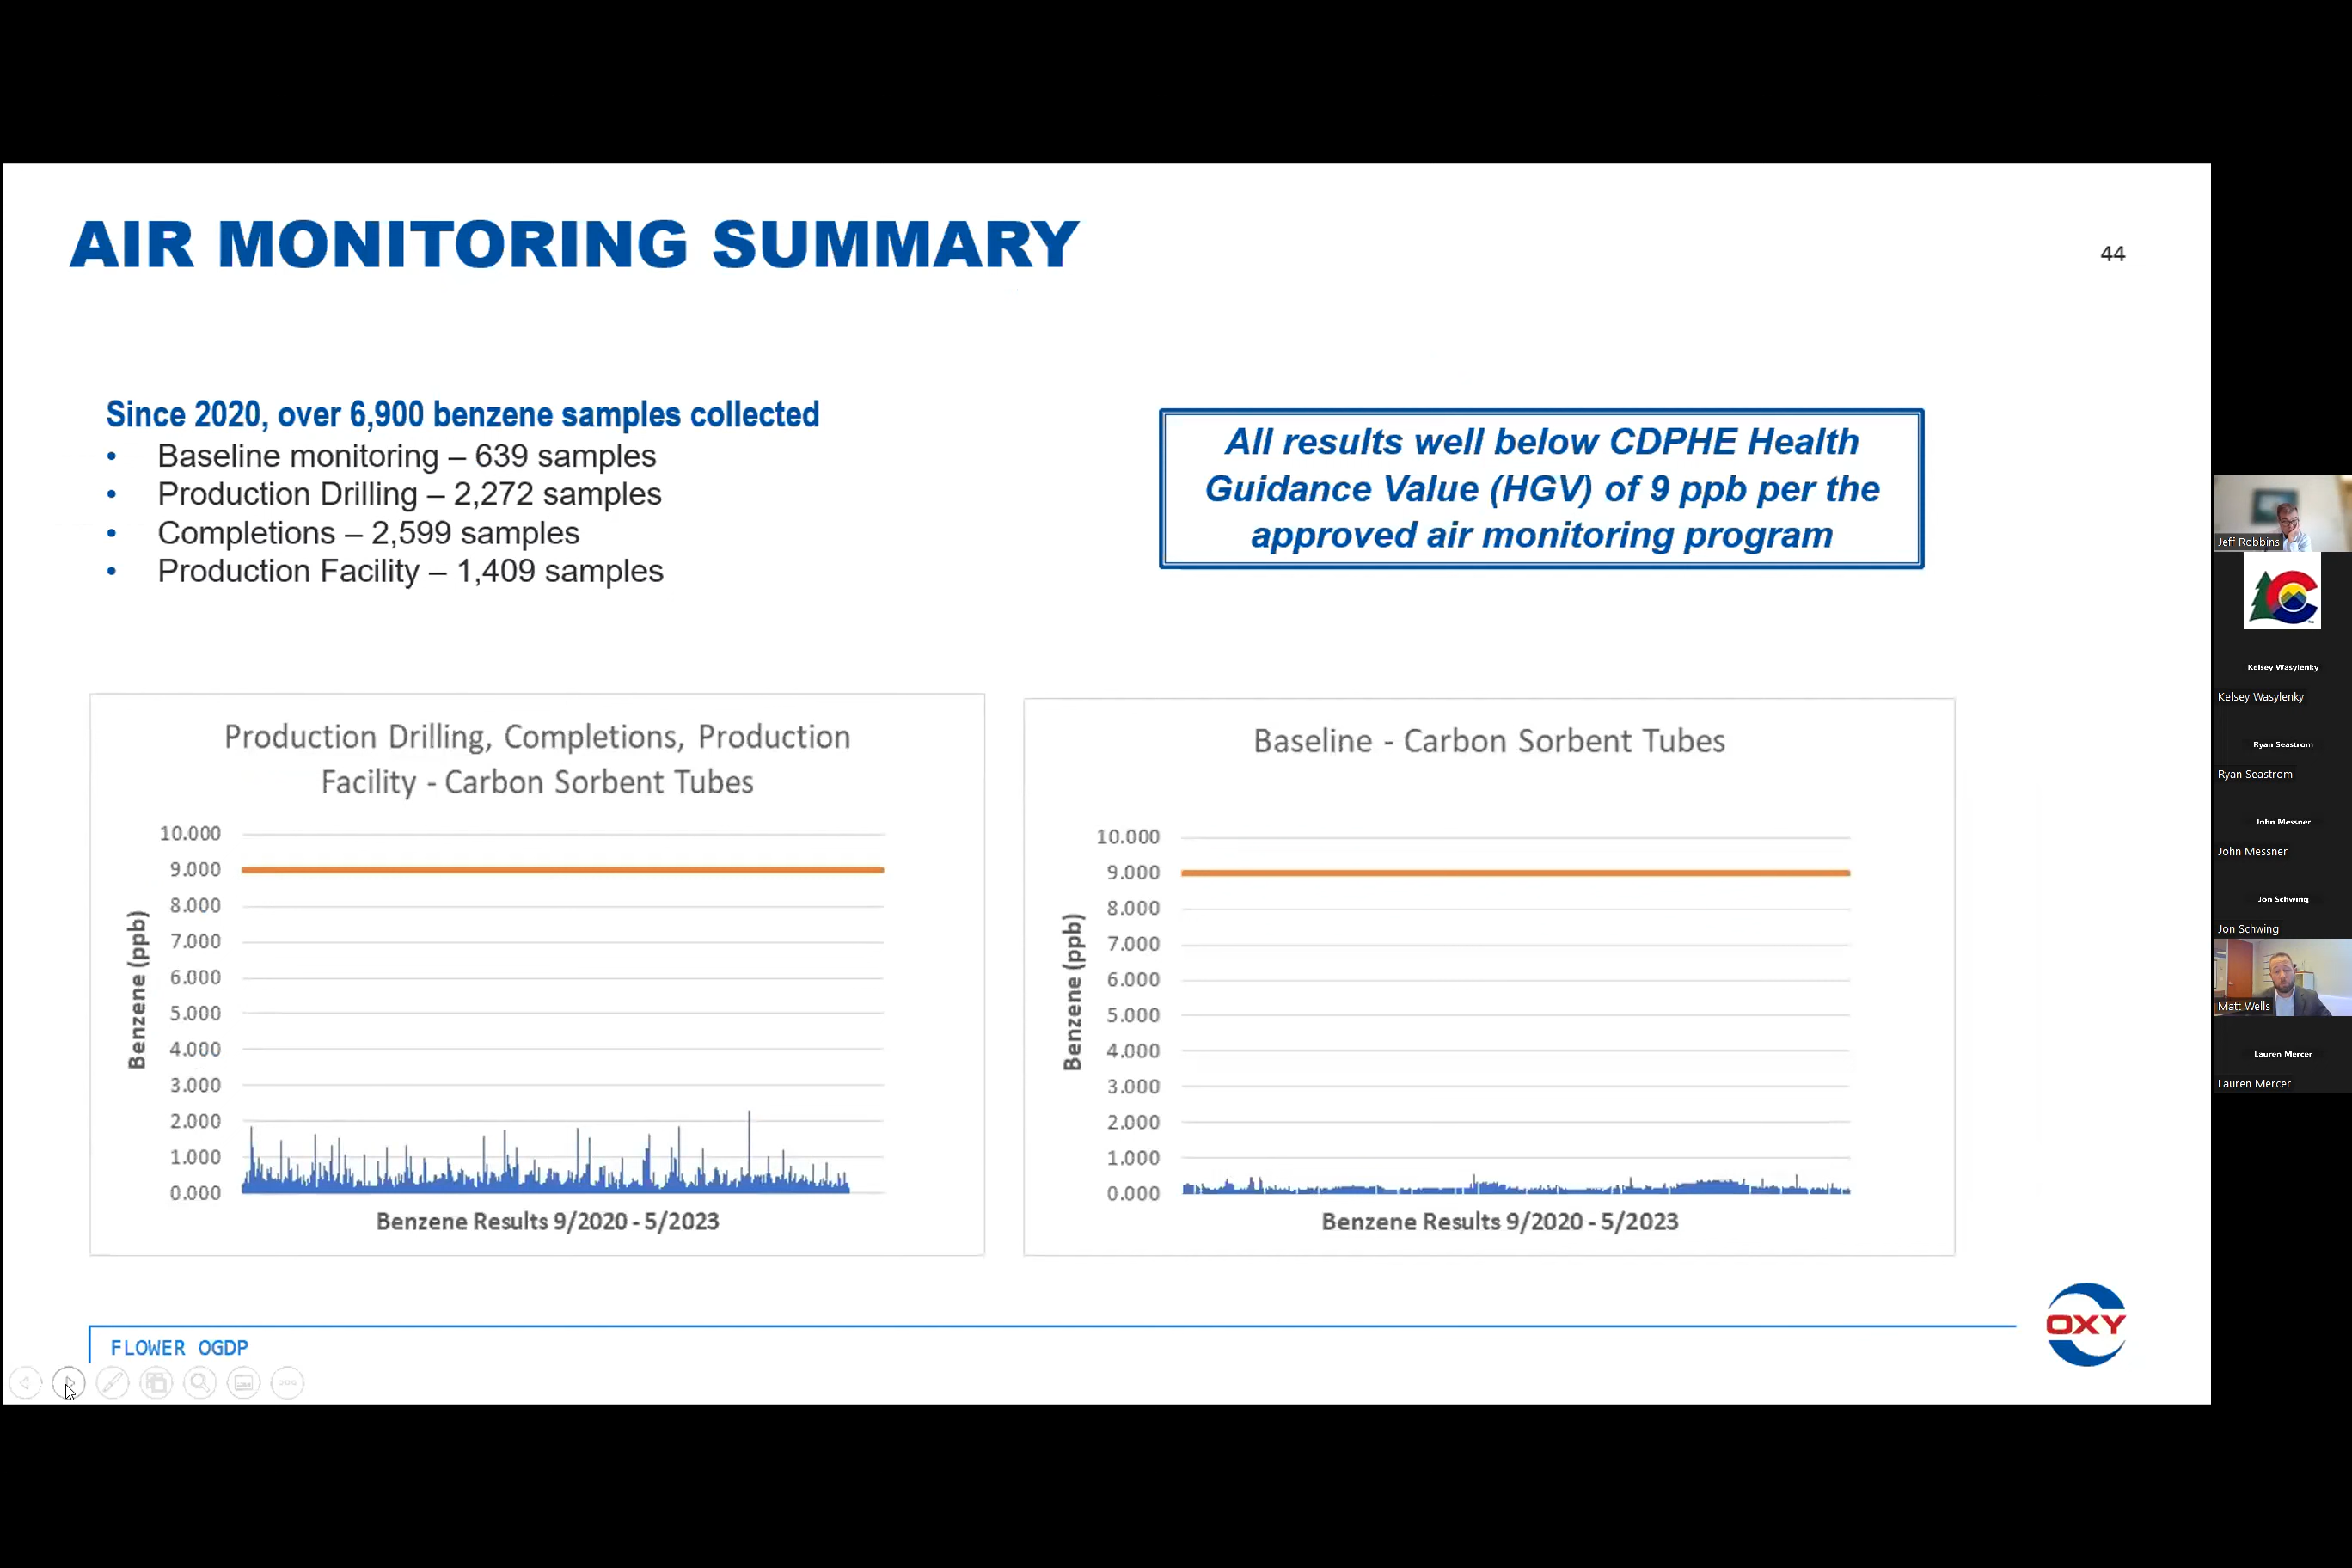 AIR MONITORING SUMMARY
44
Since 2020, over 6,900 benzene samples collected
• Baseline monitoring – 639 samples
• Production Drilling – 2,272 samples
• Completions – 2,599 samples
• Production Facility – 1,409 samples
All results well below CDPHE Health
Guidance Value (HGV) of 9 ppb per the
approved air monitoring program
Production Drilling, Completions, Production
Facility - Carbon Sorbent Tubes
10.000
9.000
8.000
7.000
6.000
5.000
4.000
3.000
2.000
1.000
0.000
Benzene (ppb)
Benzene Results 9/2020 - 5/2023
Baseline - Carbon Sorbent Tubes
10.000
9.000
8.000
7.000
6.000
5.000
4.000
3.000
2.000
1.000
0.000
Benzene (ppb)
Benzene Results 9/2020 - 5/2023
FLOWER OGDP
OXY
Jeff Robbins
Kelsey Wasylenky
Kelsey Wasylenky
Ryan Seastrom
Ryan Seastrom
John Messner
John Messner
Jon Schwing
Jon Schwing
Matt Wells
Lauren Mercer
Lauren Mercer